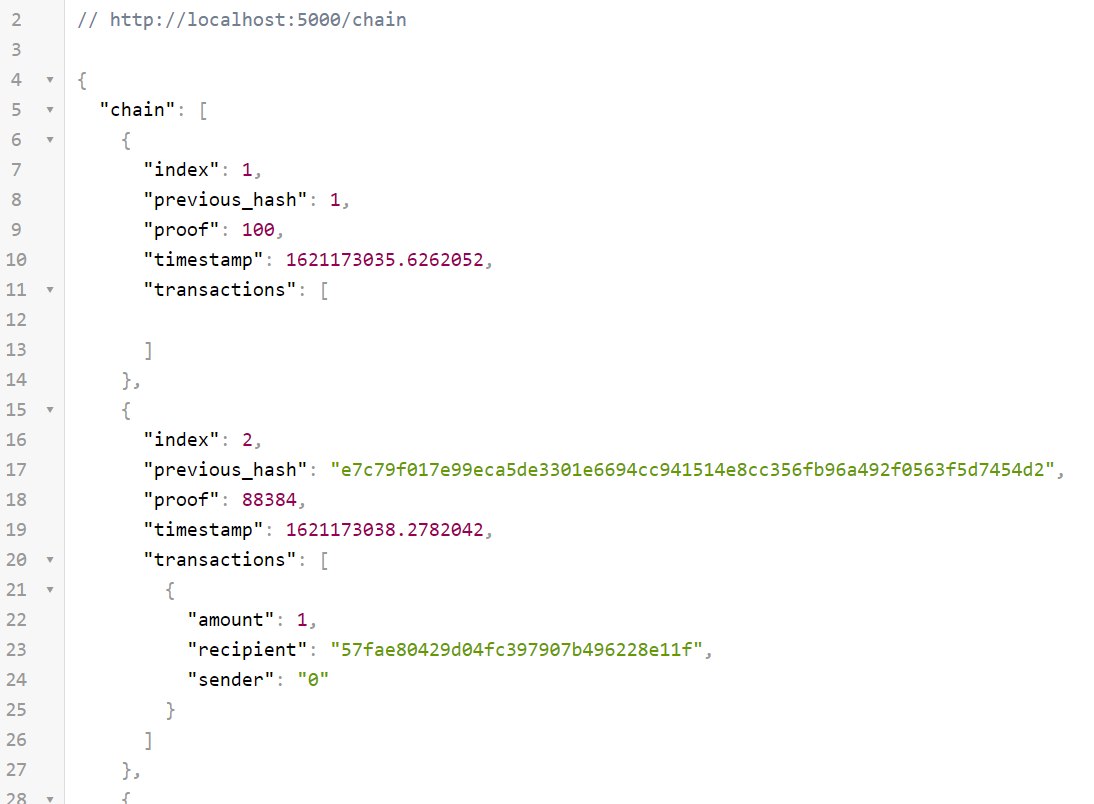 2 // http://localhost:5000/chain
3
4 {
5 "chain": [
6 {
7 "index": 1,
8 "previous_hash": 1,
9 "proof": 100,
10 "timestamp": 1621173035.6262052,
11 "transactions": [
12
13 ]
14 },
15 {
16 "index": 2,
17 "previous_hash": "e7c79f017e99eca5de3301e6694cc941514e8cc356fb96a492f0563f5d7454d2",
18 "proof": 88384,
19 "timestamp": 1621173038.2782042,
20 "transactions": [
21 {
22 "amount": 1,
23 "recipient": "57fae80429d04fc397907b496228e11f",
24 "sender": "0"
25 }
26 ]
27 },
28 {